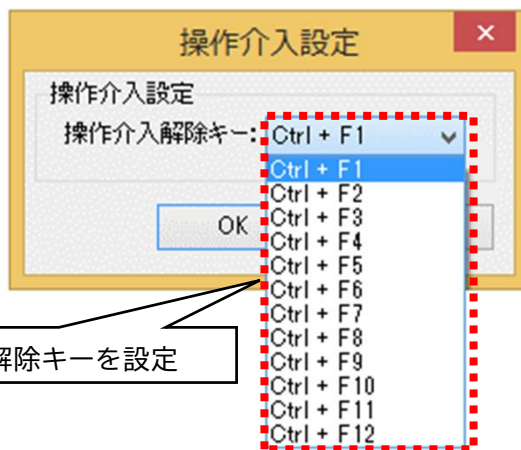 操作介入設定
操作介入設定
操作介入解除キー: Ctrl + F1
Ctrl + F1
Ctrl + F2
OK Ctrl + F3
Ctrl + F4
Ctrl + F5
Ctrl + F6
Ctrl + F7
Ctrl + F8
解除キーを設定 Ctrl + F9
Ctrl + F10
Ctrl + F11
Ctrl + F12